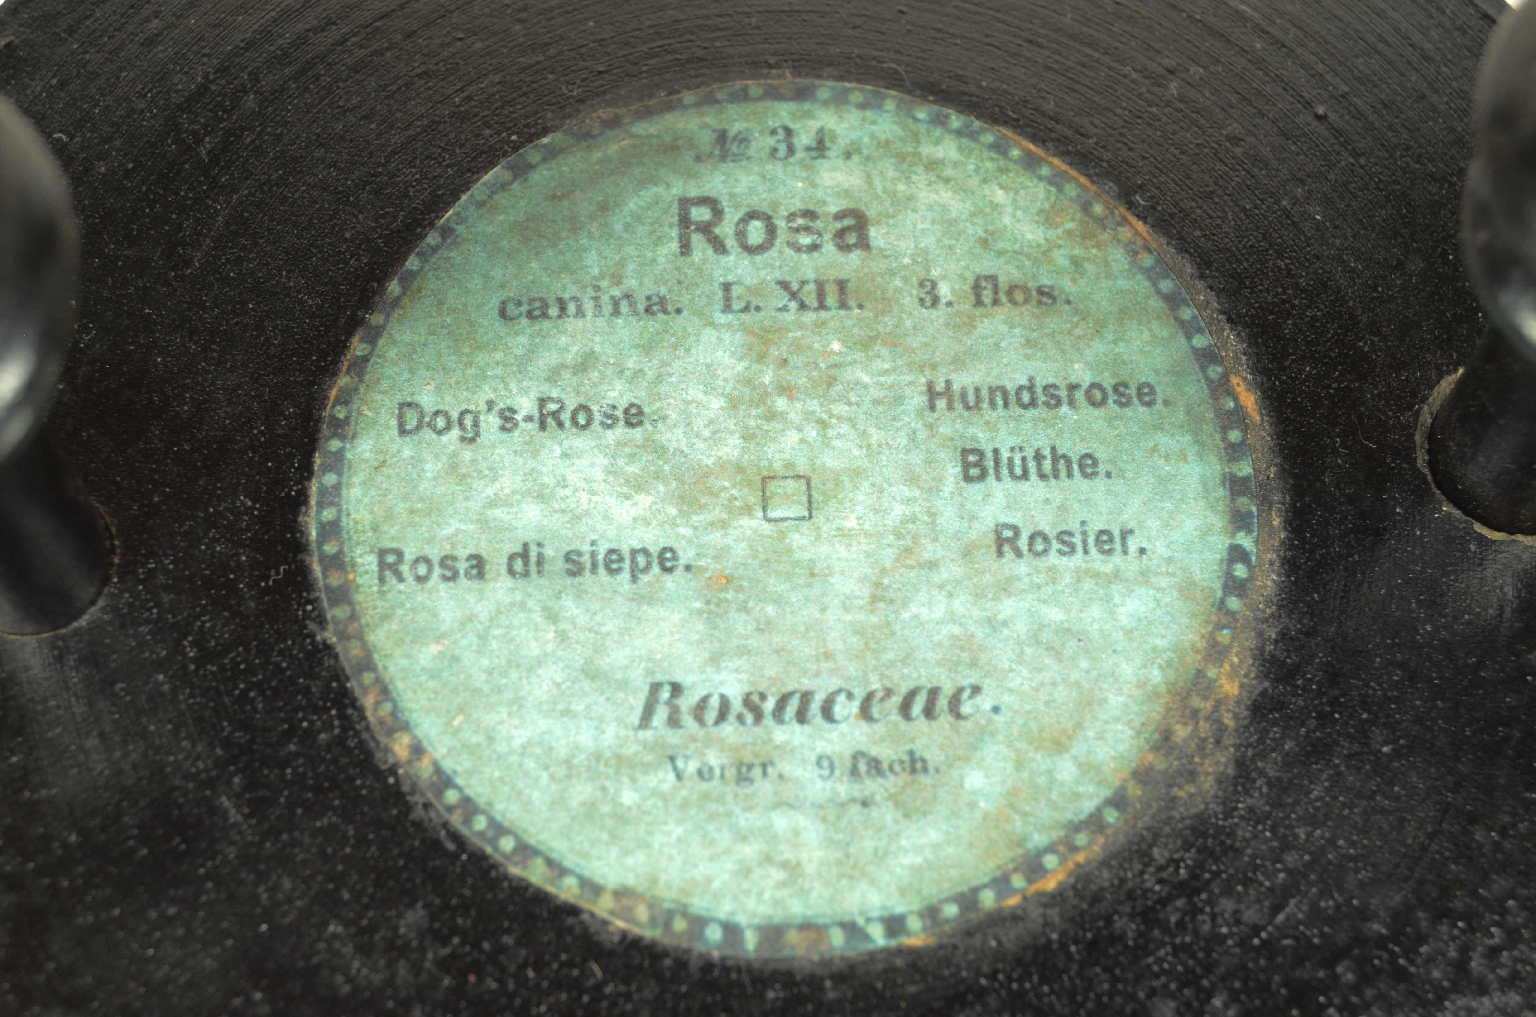 № 34.
Rosa
canina. L. XII. 3. flos.
Dog's-Rose.
Hundsrose.
Blüthe.
Rosa di siepe.
Rosier.
Rosaceae.
Vergr. 9 fach.